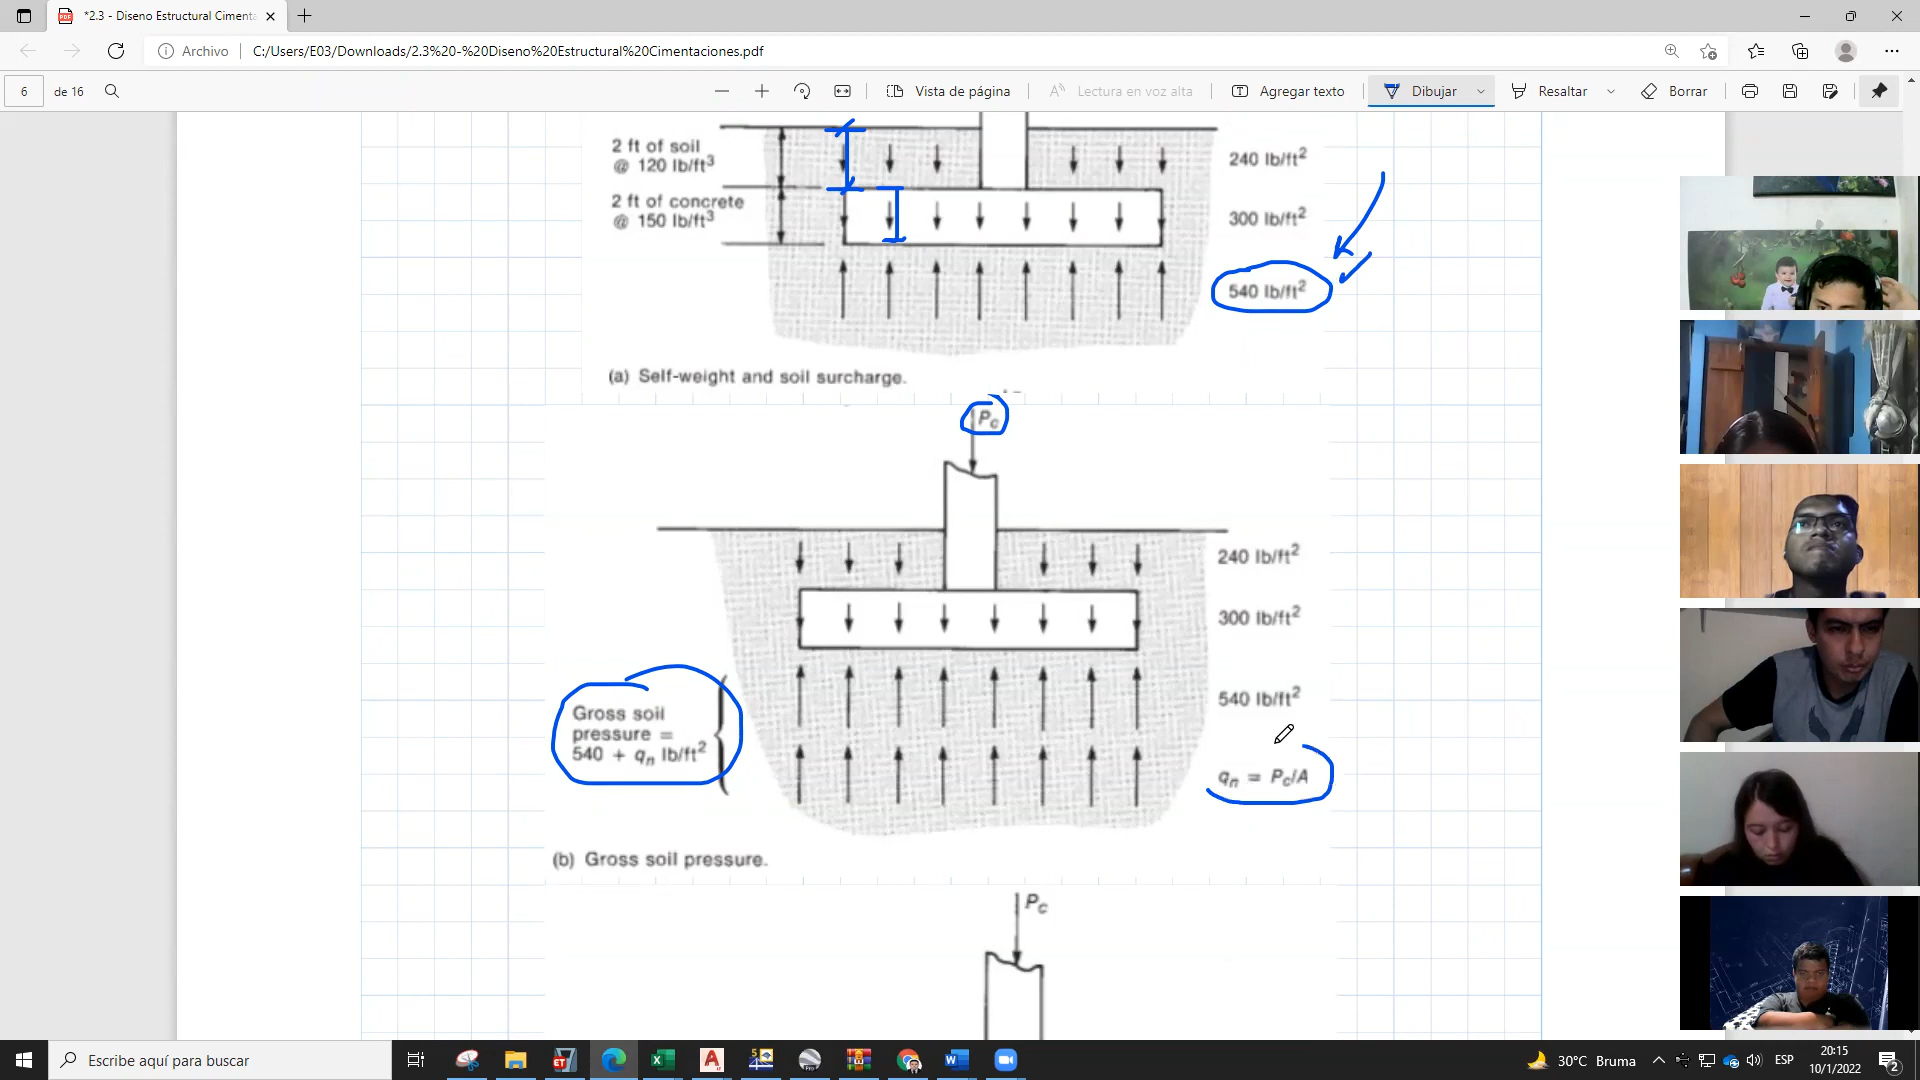 *2.3 - Diseno Estructural Cimenta
Archivo
C:/Users/E03/Downloads/2.3%20-%20Diseno%20Estructural%20Cimentaciones.pdf
6 de 16
Vista de página
Lectura en voz alta
Agregar texto
Dibujar
Resaltar
Borrar
2 ft of soil
@ 120 lb/ft³
240 lb/ft²
2 ft of concrete
@ 150 lb/ft³
300 lb/ft²
540 lb/ft²
(a) Self-weight and soil surcharge.
Pc
240 lb/ft²
300 lb/ft²
540 lb/ft²
Gross soil
pressure =
540 + qn lb/ft²
qn = Pc/A
(b) Gross soil pressure.
Pc
Escribe aquí para buscar
30°C Bruma
ESP
20:15
10/1/2022
2